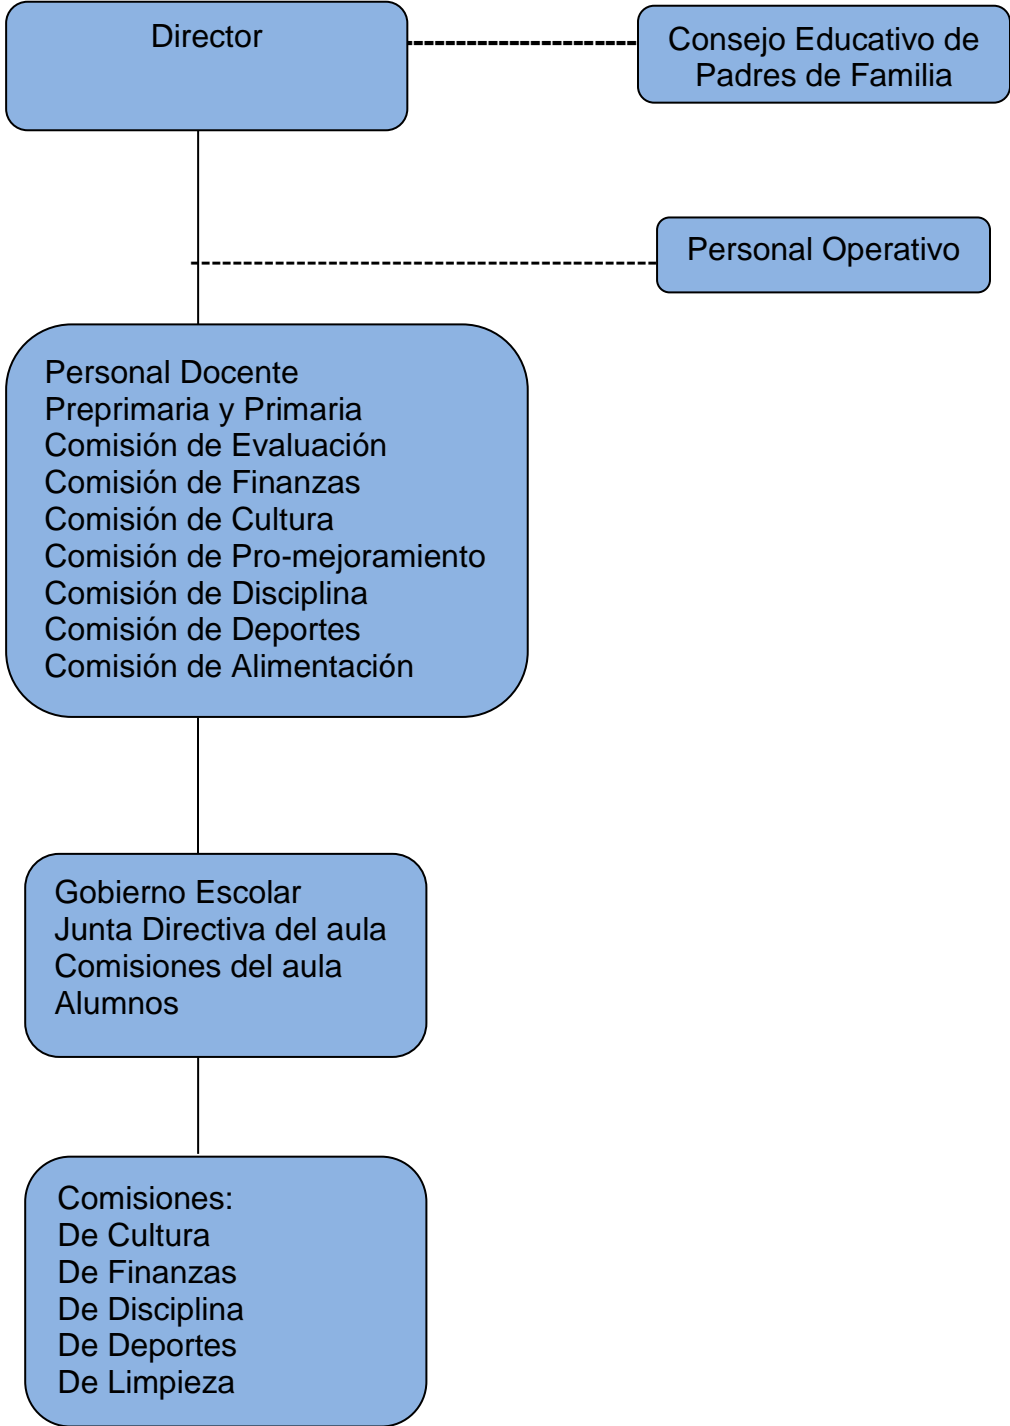 Director
Consejo Educativo de
Padres de Familia
Personal Operativo
Personal Docente
Preprimaria y Primaria
Comisión de Evaluación
Comisión de Finanzas
Comisión de Cultura
Comisión de Pro-mejoramiento
Comisión de Disciplina
Comisión de Deportes
Comisión de Alimentación
Gobierno Escolar
Junta Directiva del aula
Comisiones del aula
Alumnos
Comisiones:
De Cultura
De Finanzas
De Disciplina
De Deportes
De Limpieza